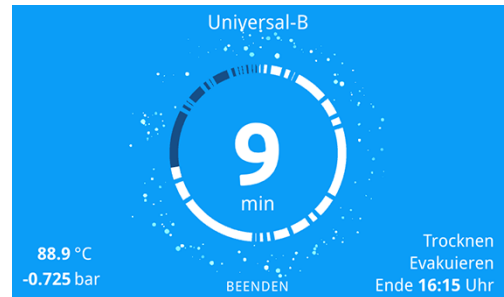 Universal-B
9
min
88.9 °C
-0.725 bar
BEENDEN
Trocknen
Evakuieren
Ende 16:15 Uhr